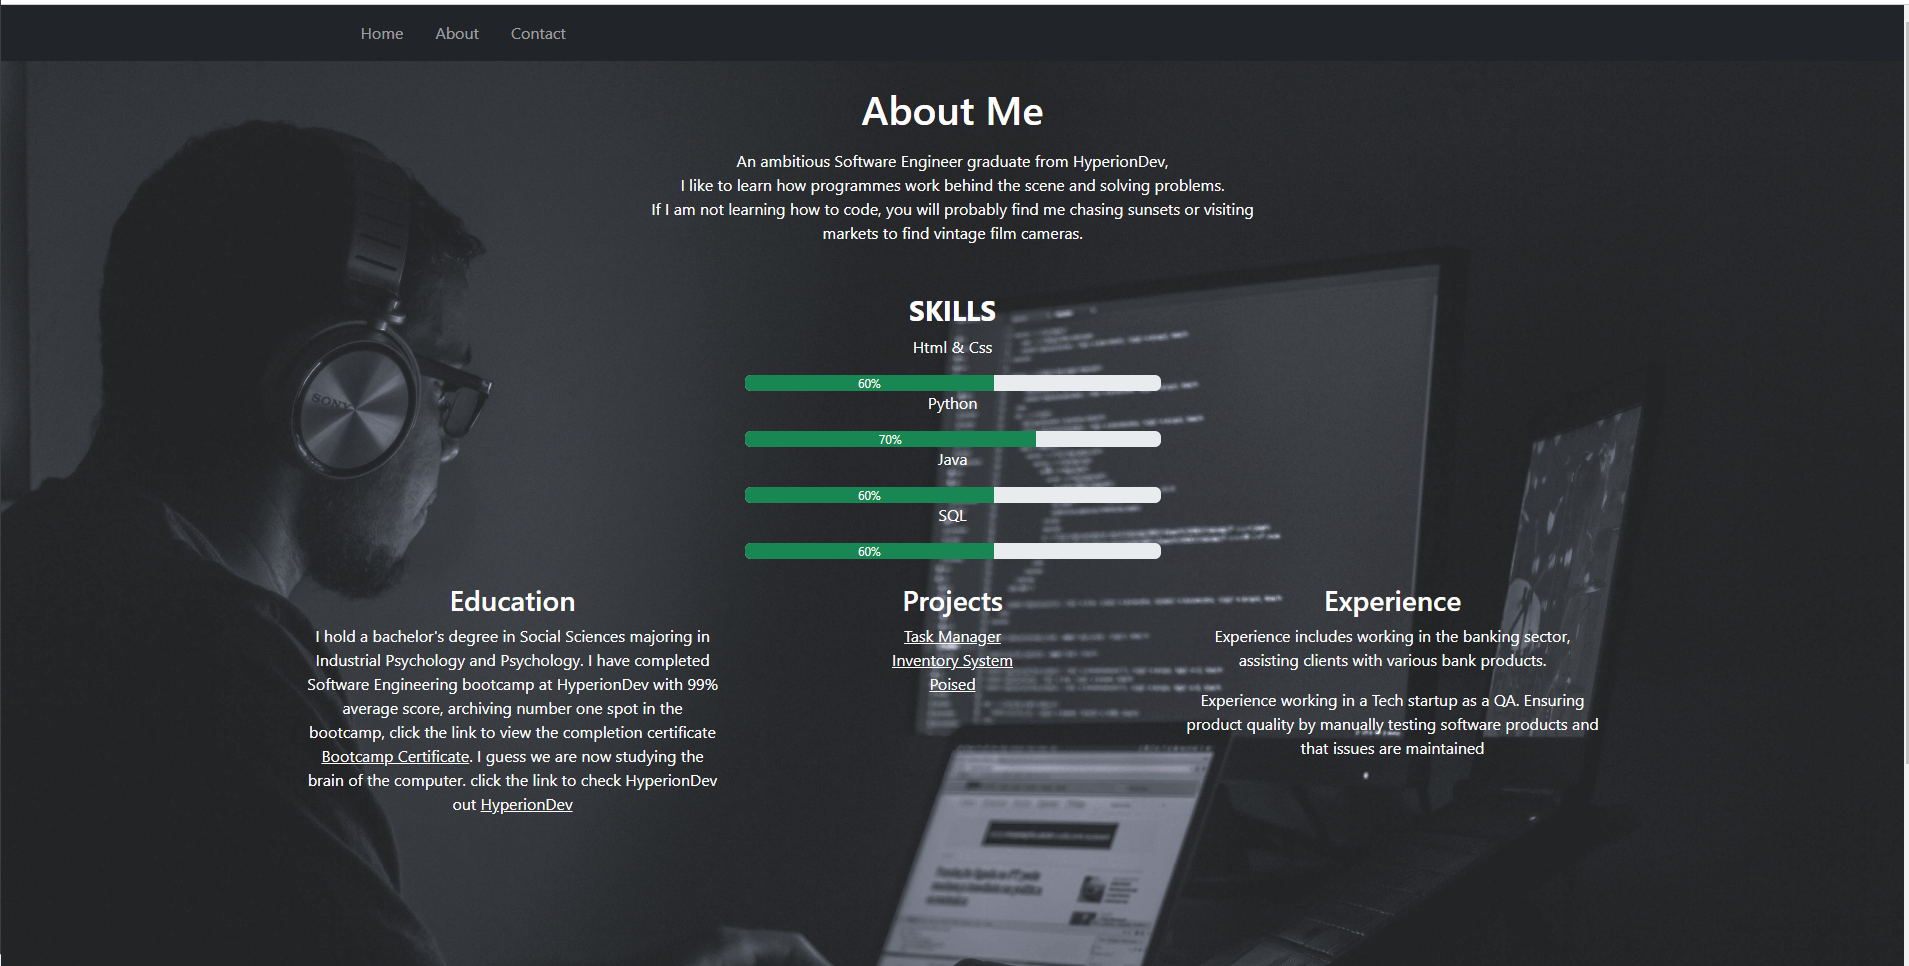 Home About Contact
About Me
An ambitious Software Engineer graduate from HyperionDev,
I like to learn how programmes work behind the scene and solving problems.
If I am not learning how to code, you will probably find me chasing sunsets or visiting
markets to find vintage film cameras.
SKILLS
Html & Css
60%
Python
70%
Java
60%
SQL
60%
Education
I hold a bachelor's degree in Social Sciences majoring in
Industrial Psychology and Psychology. I have completed
Software Engineering bootcamp at HyperionDev with 99%
average score, archiving number one spot in the
bootcamp, click the link to view the completion certificate
Bootcamp Certificate. I guess we are now studying the
brain of the computer. click the link to check HyperionDev
out HyperionDev
Projects
Task Manager
Inventory System
Poised
Experience
Experience includes working in the banking sector,
assisting clients with various bank products.
Experience working in a Tech startup as a QA. Ensuring
product quality by manually testing software products and
that issues are maintained
SONY